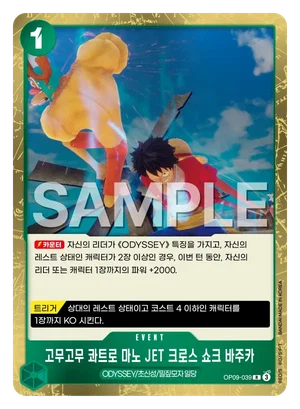 1
SAMPLE
카운터 자신의 리더가 《ODYSSEY》 특징을 가지고, 자신의
레스트 상태인 캐릭터가 2장 이상인 경우, 이번 턴 동안, 자신의
리더 또는 캐릭터 1장까지의 파워 +2000.
트리거 상대의 레스트 상태이고 코스트 4 이하인 캐릭터를
1장까지 KO 시킨다.
EVENT
고무고무 콰트로 마노 JET 크로스 쇼크 바주카
ODYSSEY/초신성/밀짚모자 일당
OP09-039 R 3